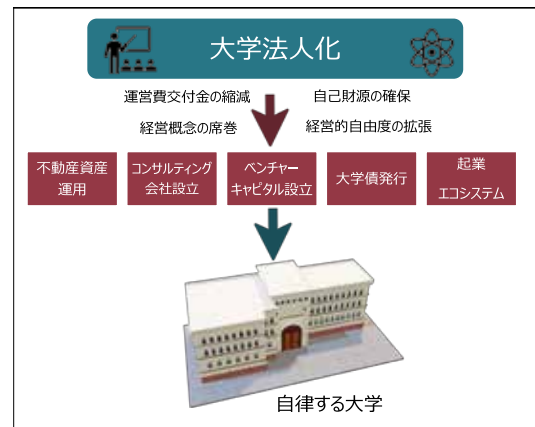 大学法人化
運営費交付金の縮減
自己財源の確保
経営概念の席巻
経営的自由度の拡張
不動産資産
運用
コンサルティング
会社設立
ベンチャー
キャピタル設立
大学債発行
起業
エコシステム
自律する大学